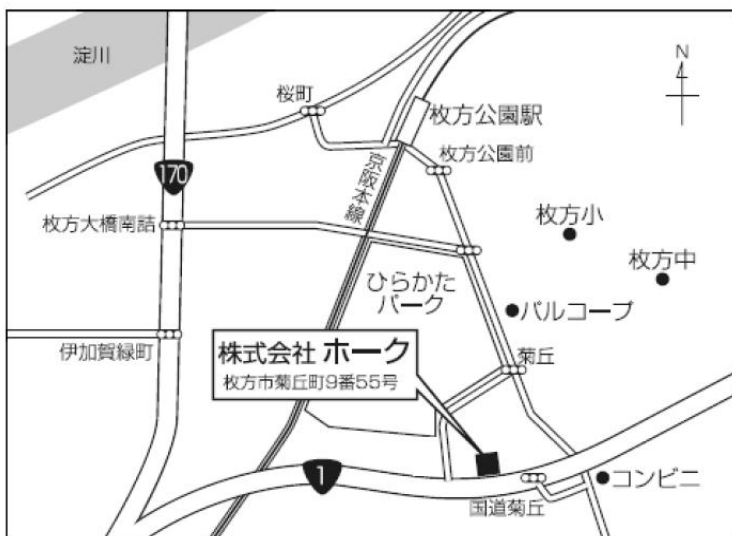 淀川
N
桜町
枚方公園駅
枚方公園前
170
京阪本線
枚方大橋南詰
枚方小
枚方中
ひらかた
パーク
パルコープ
伊加賀緑町
株式会社 ホーク
枚方市菊丘町9番55号
菊丘
1
コンビニ
国道菊丘